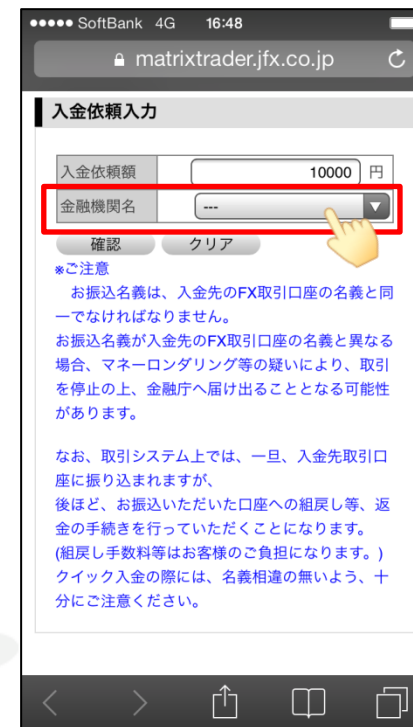 SoftBank 4G 16:48
matrixtrader.jfx.co.jp
入金依頼入力
入金依頼額 10000 円
金融機関名 ---
確認 クリア
※ご注意
お振込名義は、入金先のFX取引口座の名義と同
一でなければなりません。
お振込名義が入金先のFX取引口座の名義と異なる
場合、マネーロンダリング等の疑いにより、取引
を停止の上、金融庁へ届け出ることとなる可能性
があります。
なお、取引システム上では、一旦、入金先取引口
座に振り込まれますが、
後ほど、お振込いただいた口座への組戻し等、返
金の手続きを行っていただくことになります。
(組戻し手数料等はお客様のご負担になります。)
クイック入金の際には、名義相違の無いよう、十
分にご注意ください。